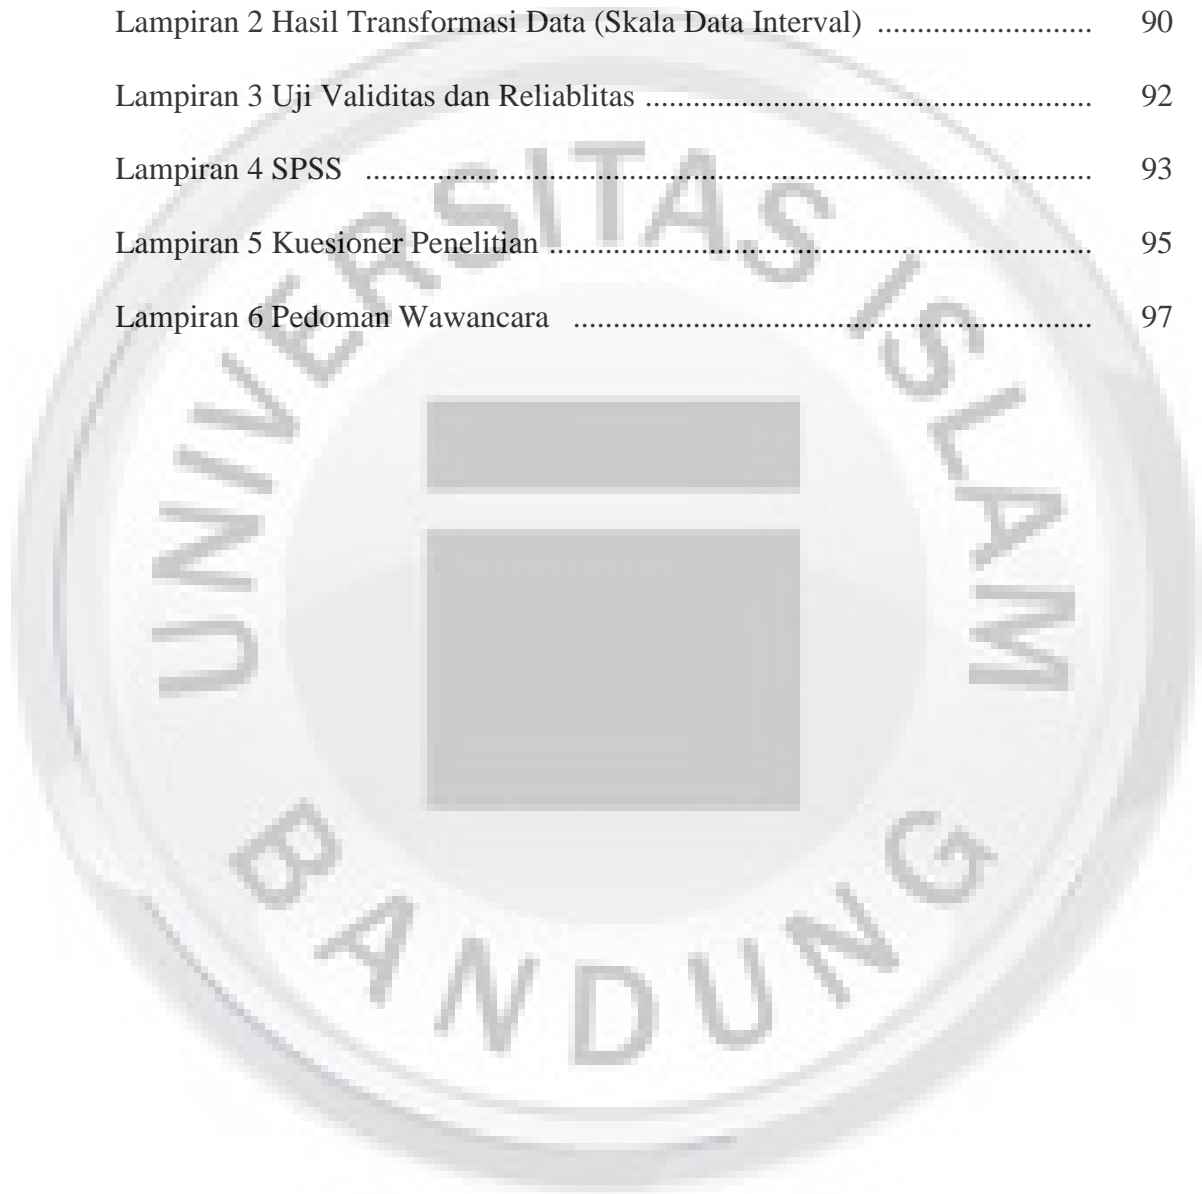 Lampiran 2 Hasil Transformasi Data (Skala Data Interval) .......................... 90
Lampiran 3 Uji Validitas dan Reliablitas ...................................................... 92
Lampiran 4 SPSS ........................................................................................ 93
Lampiran 5 Kuesioner Penelitian .................................................................. 95
Lampiran 6 Pedoman Wawancara ............................................................... 97
UNIVERSITAS ISLAM
BANDUNG